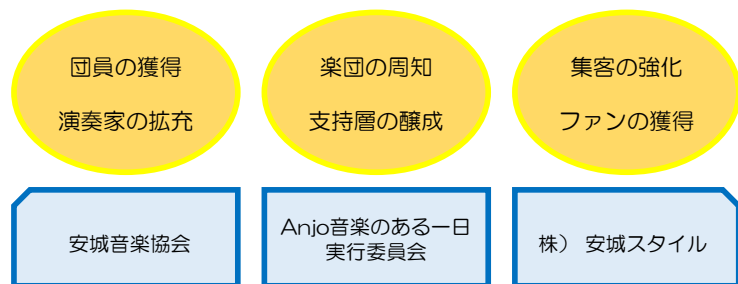 団員の獲得
演奏家の拡充
楽団の周知
支持層の醸成
集客の強化
ファンの獲得
安城音楽協会
Anjo音楽のある一日
実行委員会
株） 安城スタイル